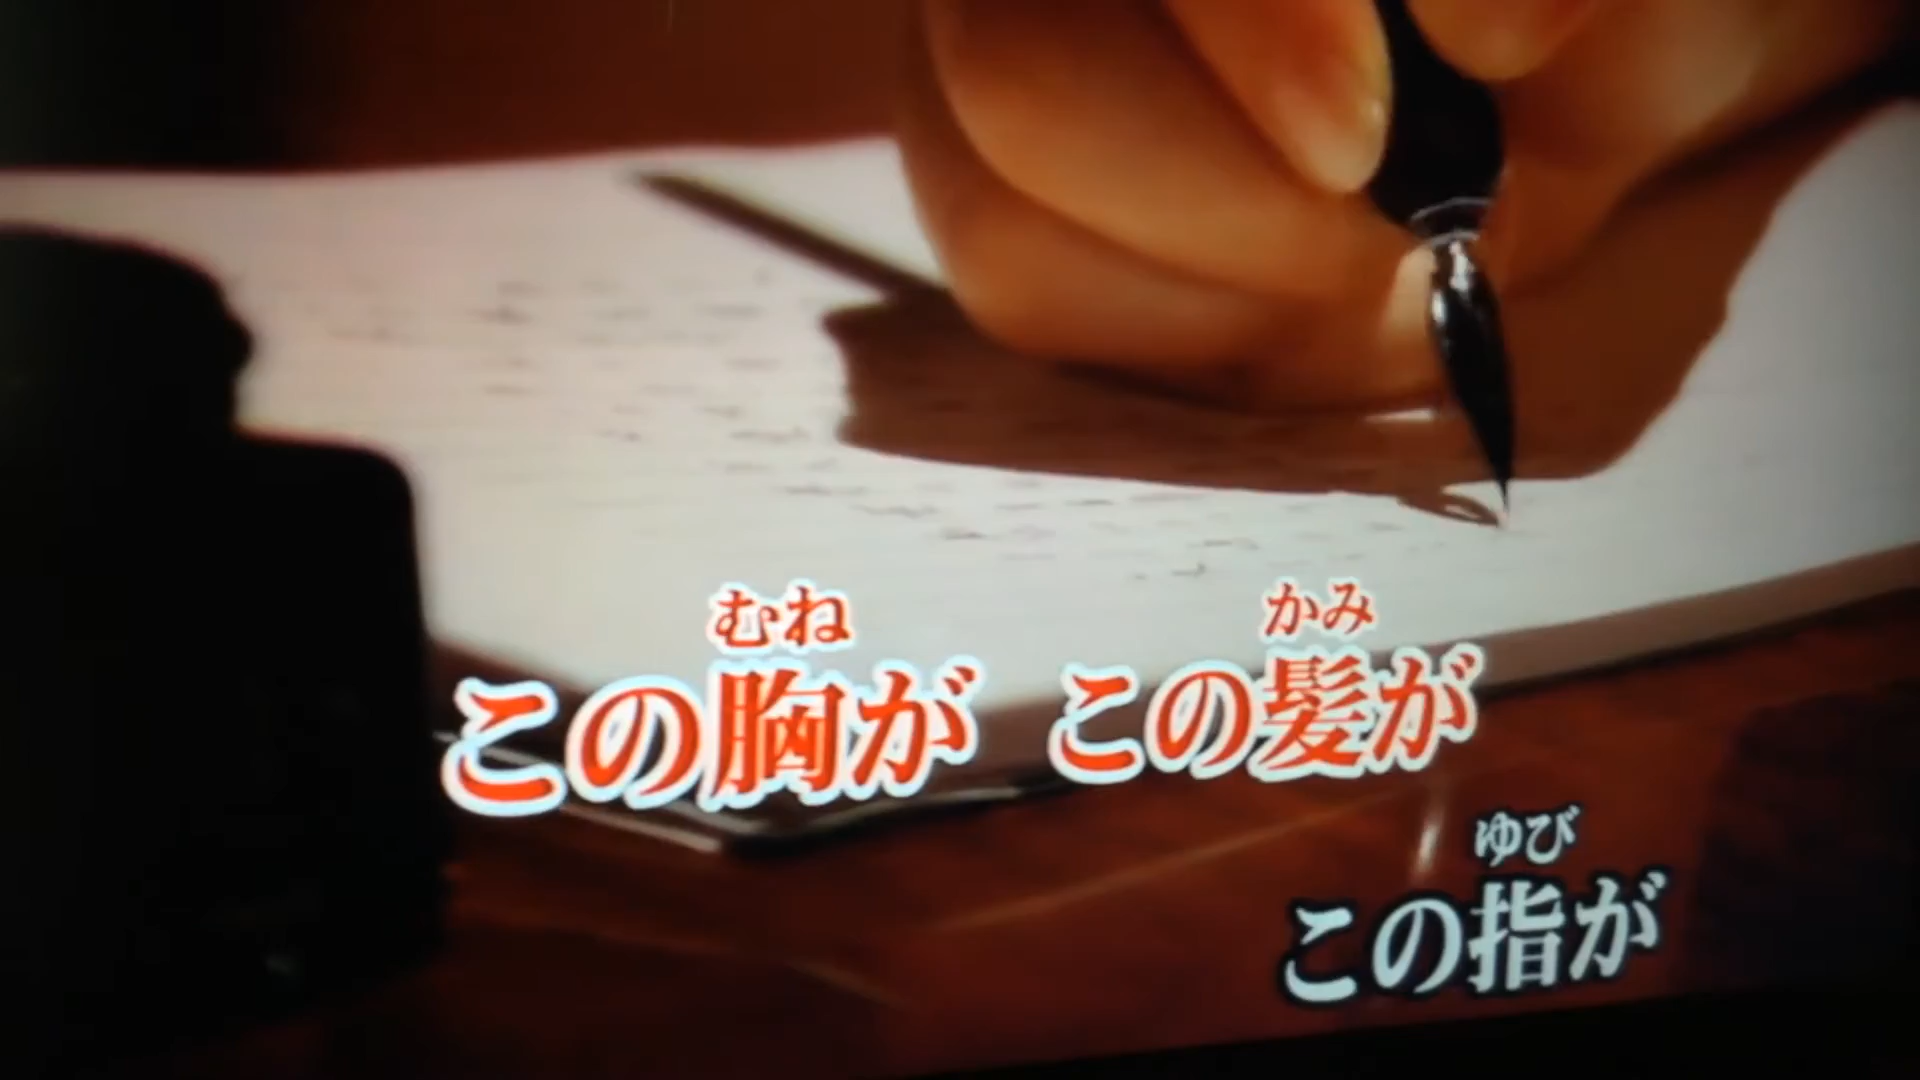 むね かみ
この胸が この髪が
ゆび
この指が